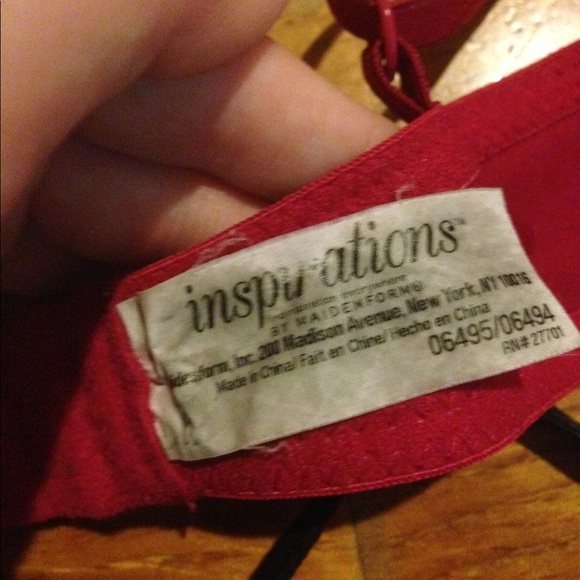 inspirations™
everywhere
BY MAIDENFORM®
Inc. 200 Madison Avenue, New York, NY 10016
Made in China/ Fait en Chine/ Hecho en China
06495/06494
RN# 27701